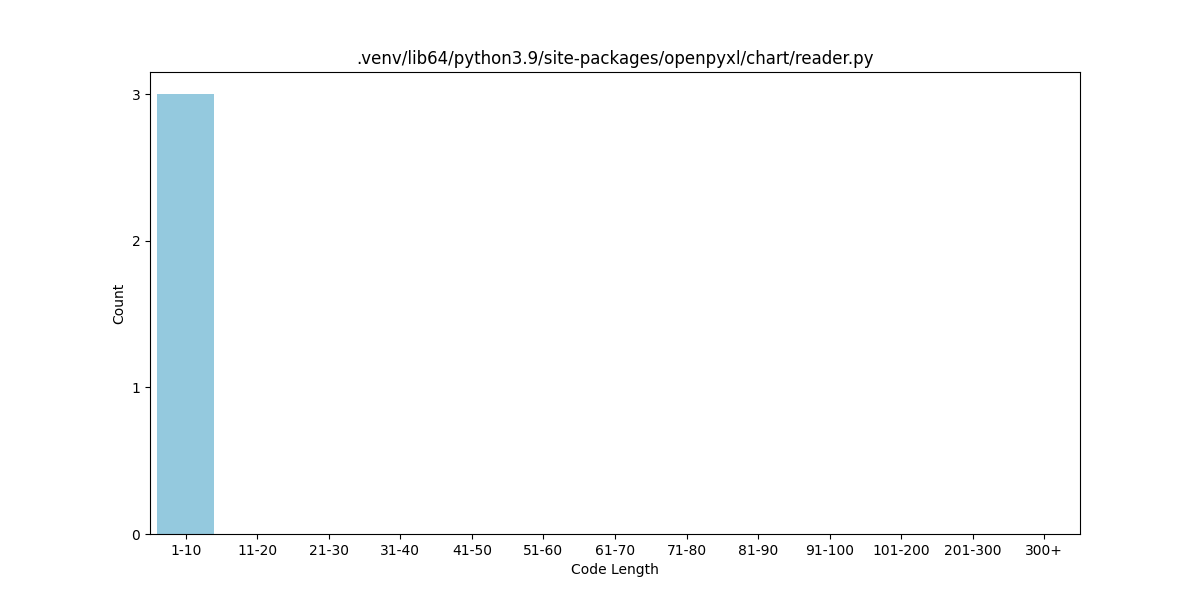 .venv/lib64/python3.9/site-packages/openpyxl/chart/reader.py
3
2
1
0
Count
1-10 11-20 21-30 31-40 41-50 51-60 61-70 71-80 81-90 91-100 101-200 201-300 300+
Code Length